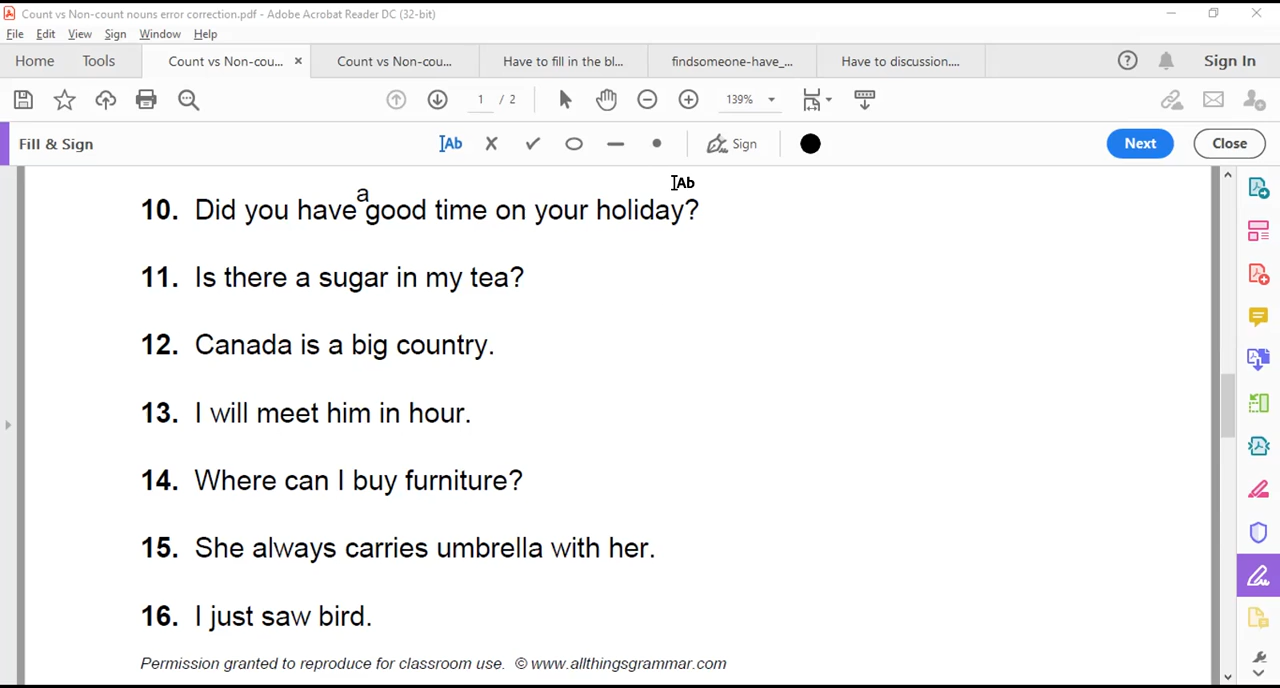 Count vs Non-count nouns error correction.pdf - Adobe Acrobat Reader DC (32-bit)
File Edit View Sign Window Help
Home Tools Count vs Non-cou... × Count vs Non-cou... Have to fill in the bl... findsomeone-have_... Have to discussion.... Sign In
1 / 2 139%
Fill & Sign Ab Sign Next Close
Ab
a
10. Did you have good time on your holiday?
11. Is there a sugar in my tea?
12. Canada is a big country.
13. I will meet him in hour.
14. Where can I buy furniture?
15. She always carries umbrella with her.
16. I just saw bird.
Permission granted to reproduce for classroom use. © www.allthingsgrammar.com